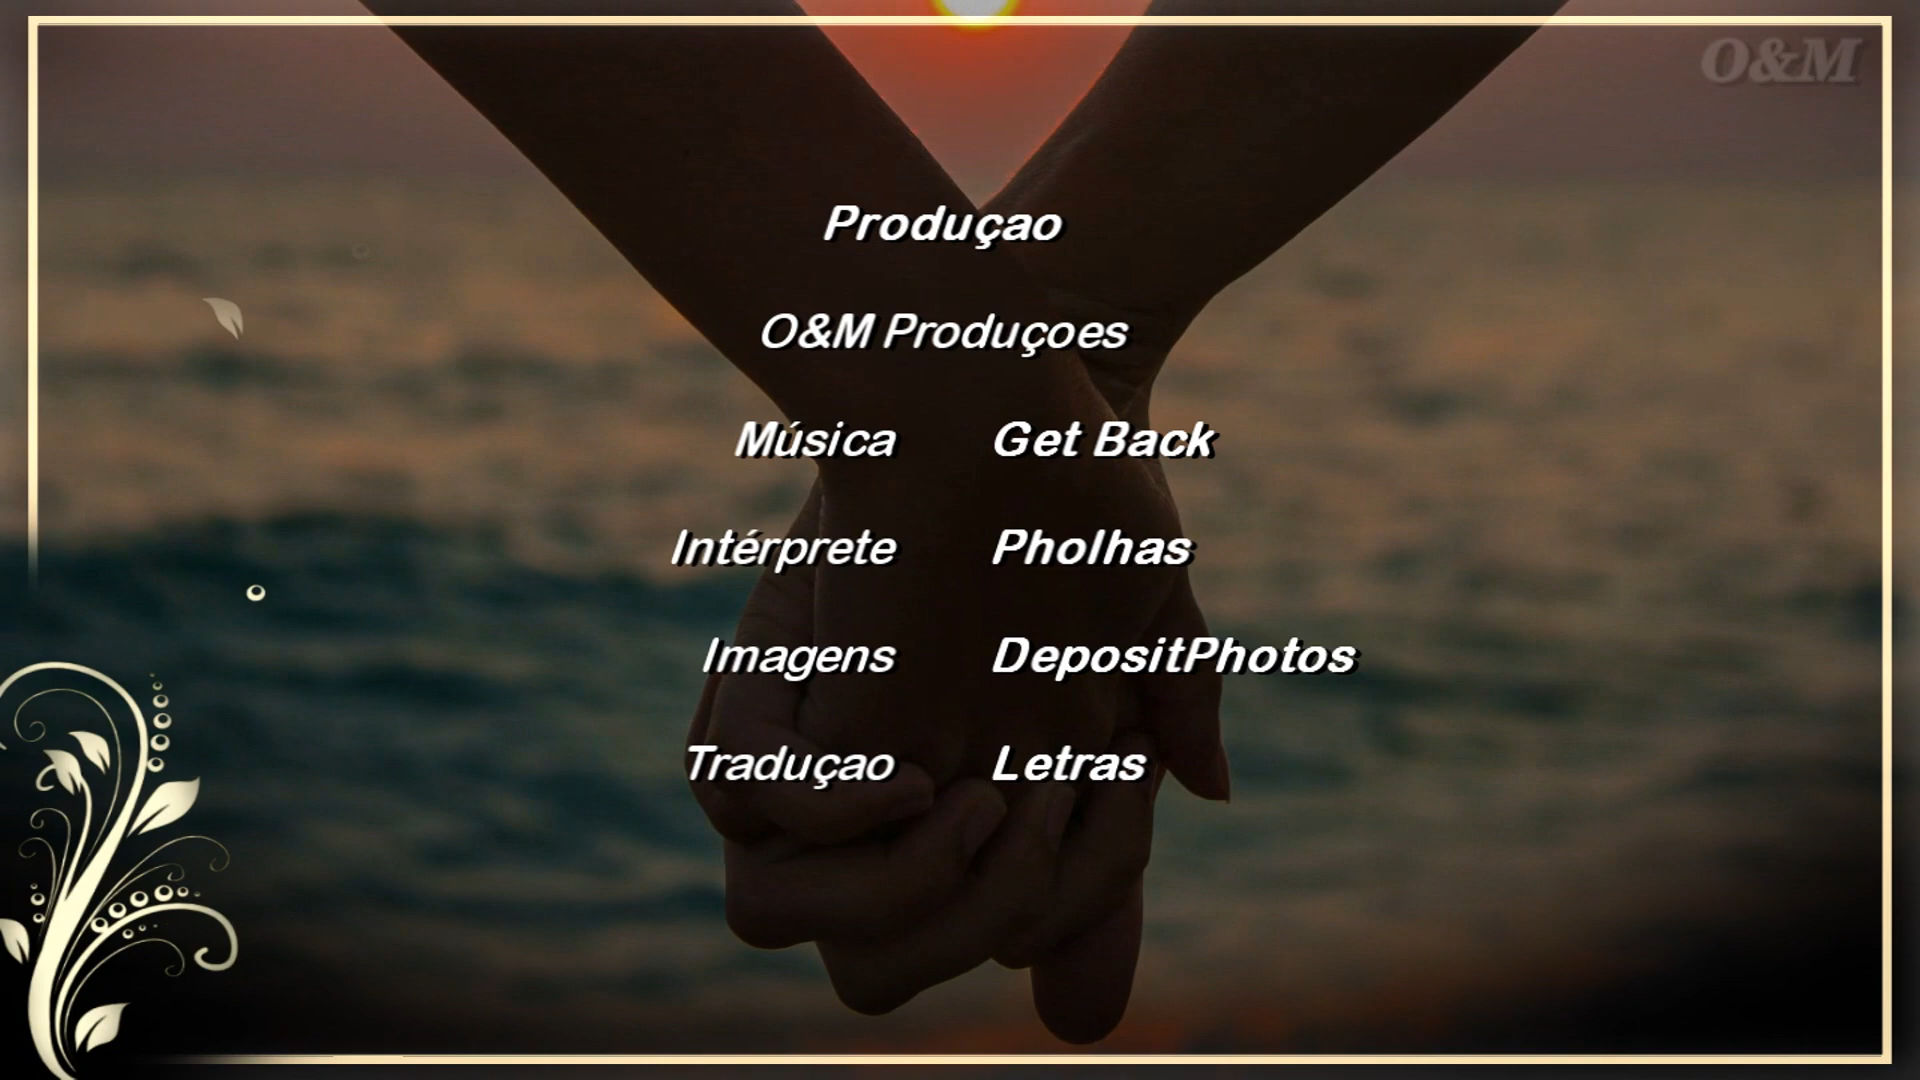 O&M
Produçao
O&M Produçoes
Música Get Back
Intérprete Pholhas
Imagens DepositPhotos
Traduçao Letras